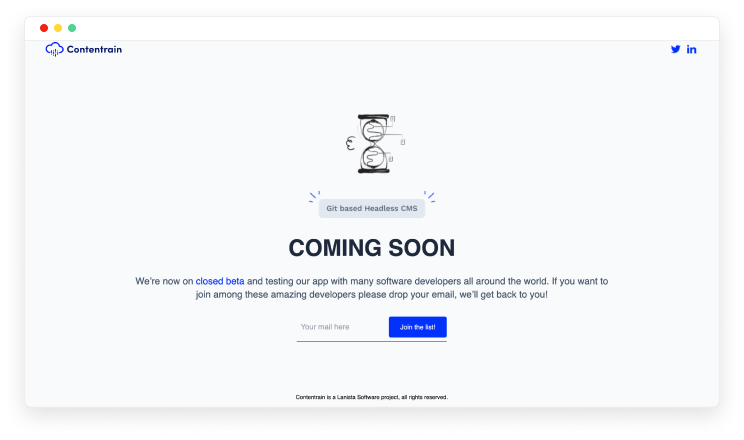 Contentrain
Git based Headless CMS
COMING SOON
We're now on closed beta and testing our app with many software developers all around the world. If you want to
join among these amazing developers please drop your email, we'll get back to you!
Your mail here
Join the list!
Contentrain is a Lanista Software project, all rights reserved.